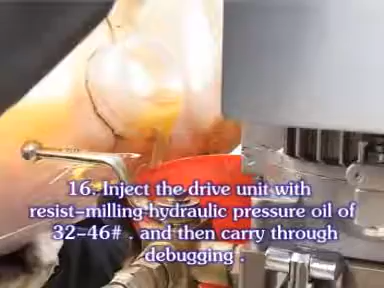 16. Inject the drive unit with
resist-milling hydraulic pressure oil of
32-46# . and then carry through
debugging .